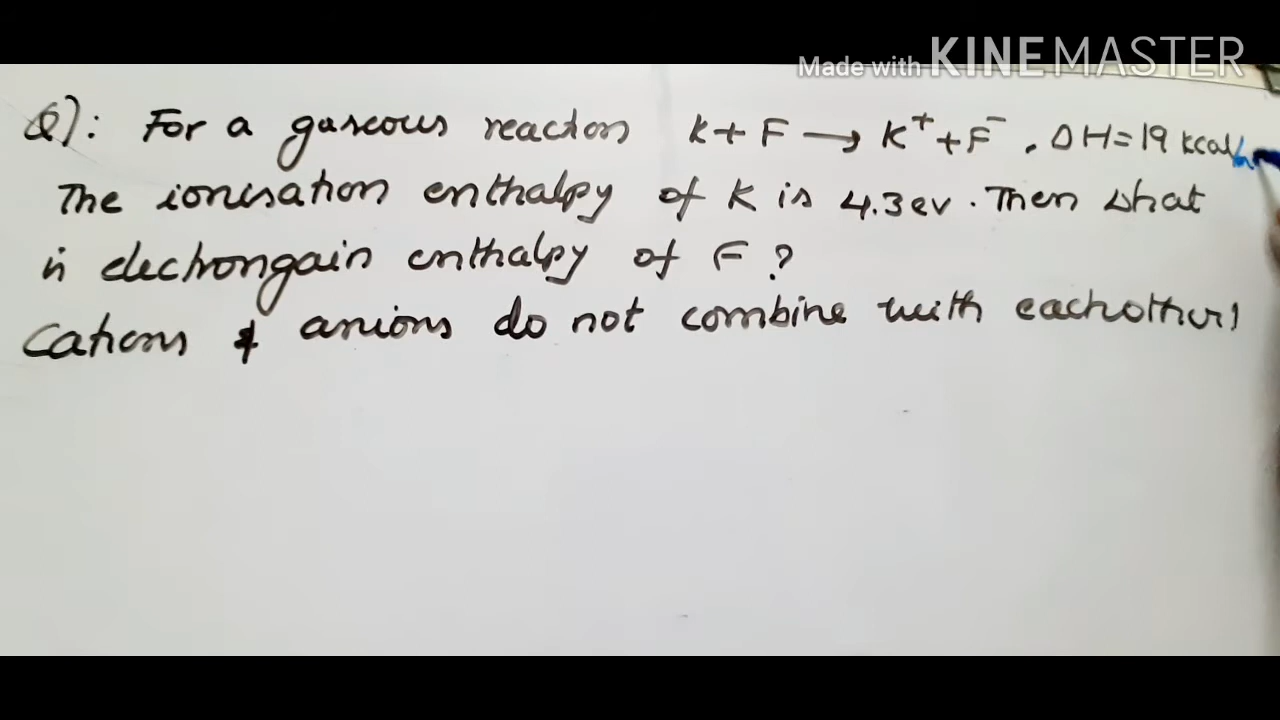 Made with KINEMASTER
Q): For a gaseous reaction K + F → K⁺ + F⁻, ΔH = 19 kcal/
The ionisation enthalpy of K is 4.3 ev. Then what
is electrongain enthalpy of F?
Cations & anions do not combine with eachother)